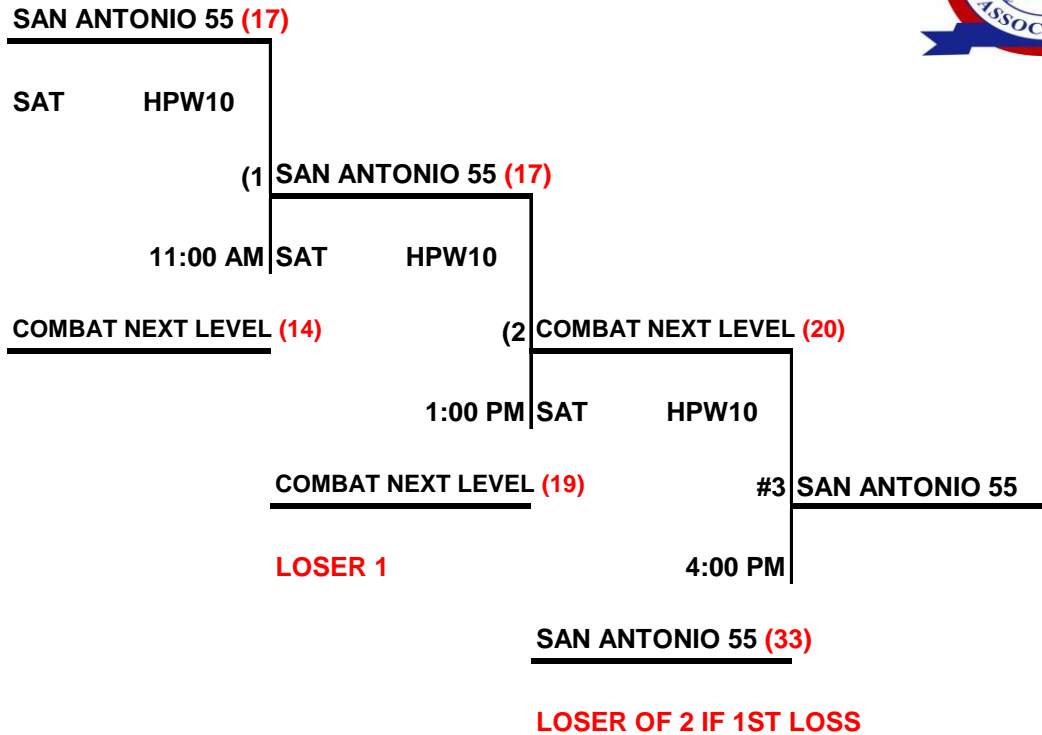 SAN ANTONIO 55 (17)
ASSOC
SAT HPW10
(1 SAN ANTONIO 55 (17)
11:00 AM SAT HPW10
COMBAT NEXT LEVEL (14) (2 COMBAT NEXT LEVEL (20)
1:00 PM SAT HPW10
COMBAT NEXT LEVEL (19) #3 SAN ANTONIO 55
LOSER 1 4:00 PM
SAN ANTONIO 55 (33)
LOSER OF 2 IF 1ST LOSS